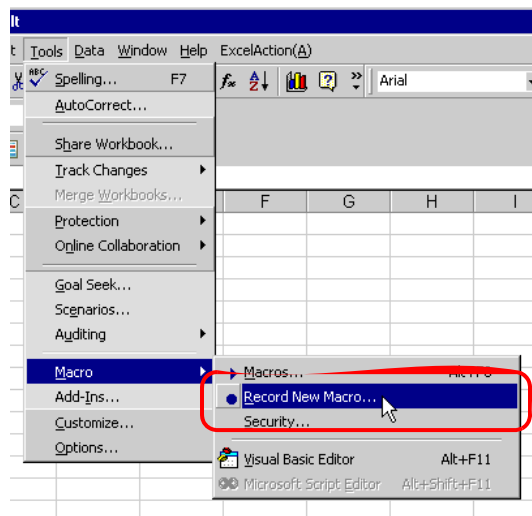 lt
t Tools Data Window Help ExcelAction(A)
ABC Spelling... F7 fx A Z Arial
AutoCorrect...
Share Workbook...
Track Changes
Merge Workbooks...
C F G H I
Protection
Online Collaboration
Goal Seek...
Scenarios...
Auditing
Macro
Macros...
Add-Ins...
Record New Macro...
Customize...
Security...
Options...
Visual Basic Editor Alt+F11
Microsoft Script Editor Alt+Shift+F11